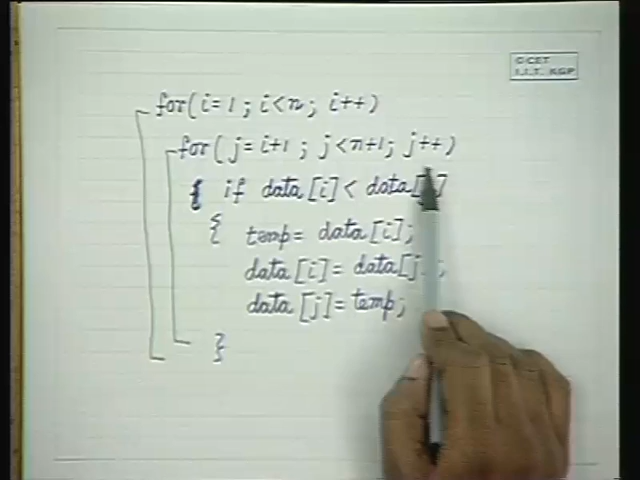 © CET
I.I.T. KGP
for( i=1 ; i<n ; i++)
for( j= i+1 ; j<n+1; j++)
{ if data[i]< data[
{ temp= data[i];
data[i]= data[j
data[j]=temp;
}